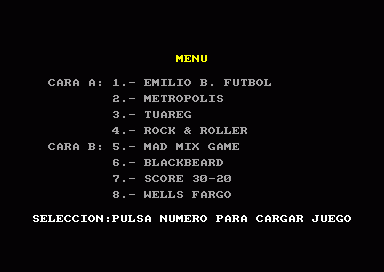 MENU
CARA A: 1.- EMILIO B. FUTBOL
2.- METROPOLIS
3.- TUAREG
4.- ROCK & ROLLER
CARA B: 5.- MAD MIX GAME
6.- BLACKBEARD
7.- SCORE 30-20
8.- WELLS FARGO
SELECCION:PULSA NUMERO PARA CARGAR JUEGO